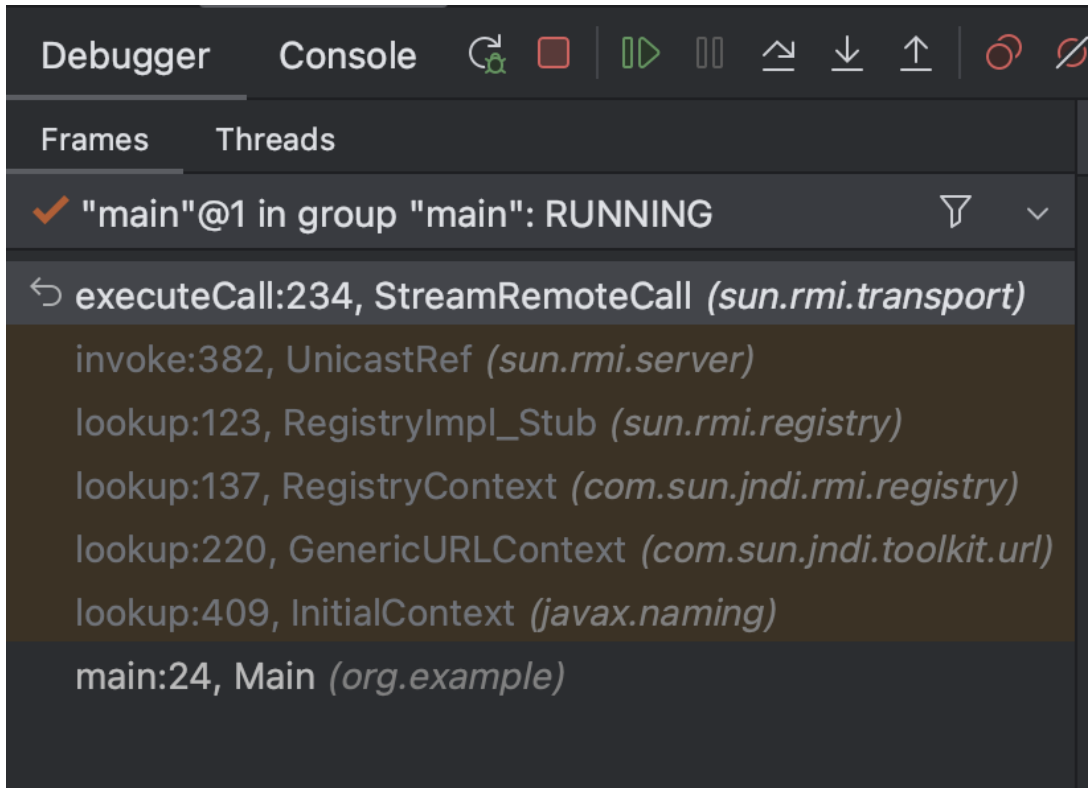 Debugger Console
Frames Threads
"main"@1 in group "main": RUNNING
executeCall:234, StreamRemoteCall (sun.rmi.transport)
invoke:382, UnicastRef (sun.rmi.server)
lookup:123, RegistryImpl_Stub (sun.rmi.registry)
lookup:137, RegistryContext (com.sun.jndi.rmi.registry)
lookup:220, GenericURLContext (com.sun.jndi.toolkit.url)
lookup:409, InitialContext (javax.naming)
main:24, Main (org.example)